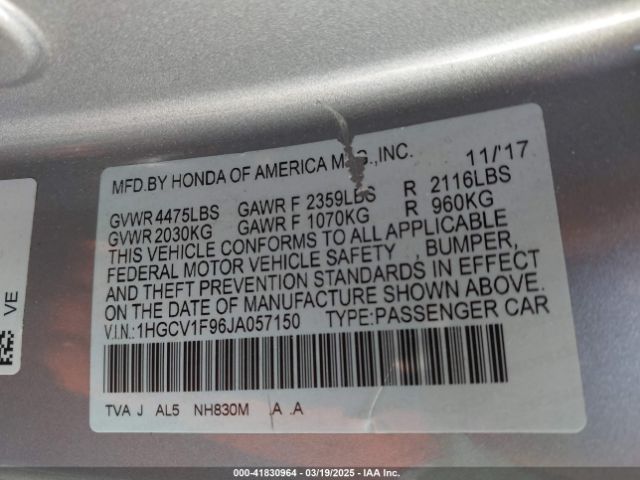 MFD.BY HONDA OF AMERICA M G.,INC. 11/'17
GVWR 4475LBS GAWR F 2359LBS R 2116LBS
GVWR 2030KG GAWR F 1070KG R 960KG
THIS VEHICLE CONFORMS TO ALL APPLICABLE
FEDERAL MOTOR VEHICLE SAFETY , BUMPER,
AND THEFT PREVENTION STANDARDS IN EFFECT
ON THE DATE OF MANUFACTURE SHOWN ABOVE.
V.I.N.:1HGCV1F96JA057150 TYPE:PASSENGER CAR
TVA J AL5 NH830M .A .A
VE
©-41830964 — 03/19/2025 — IAA Inc.